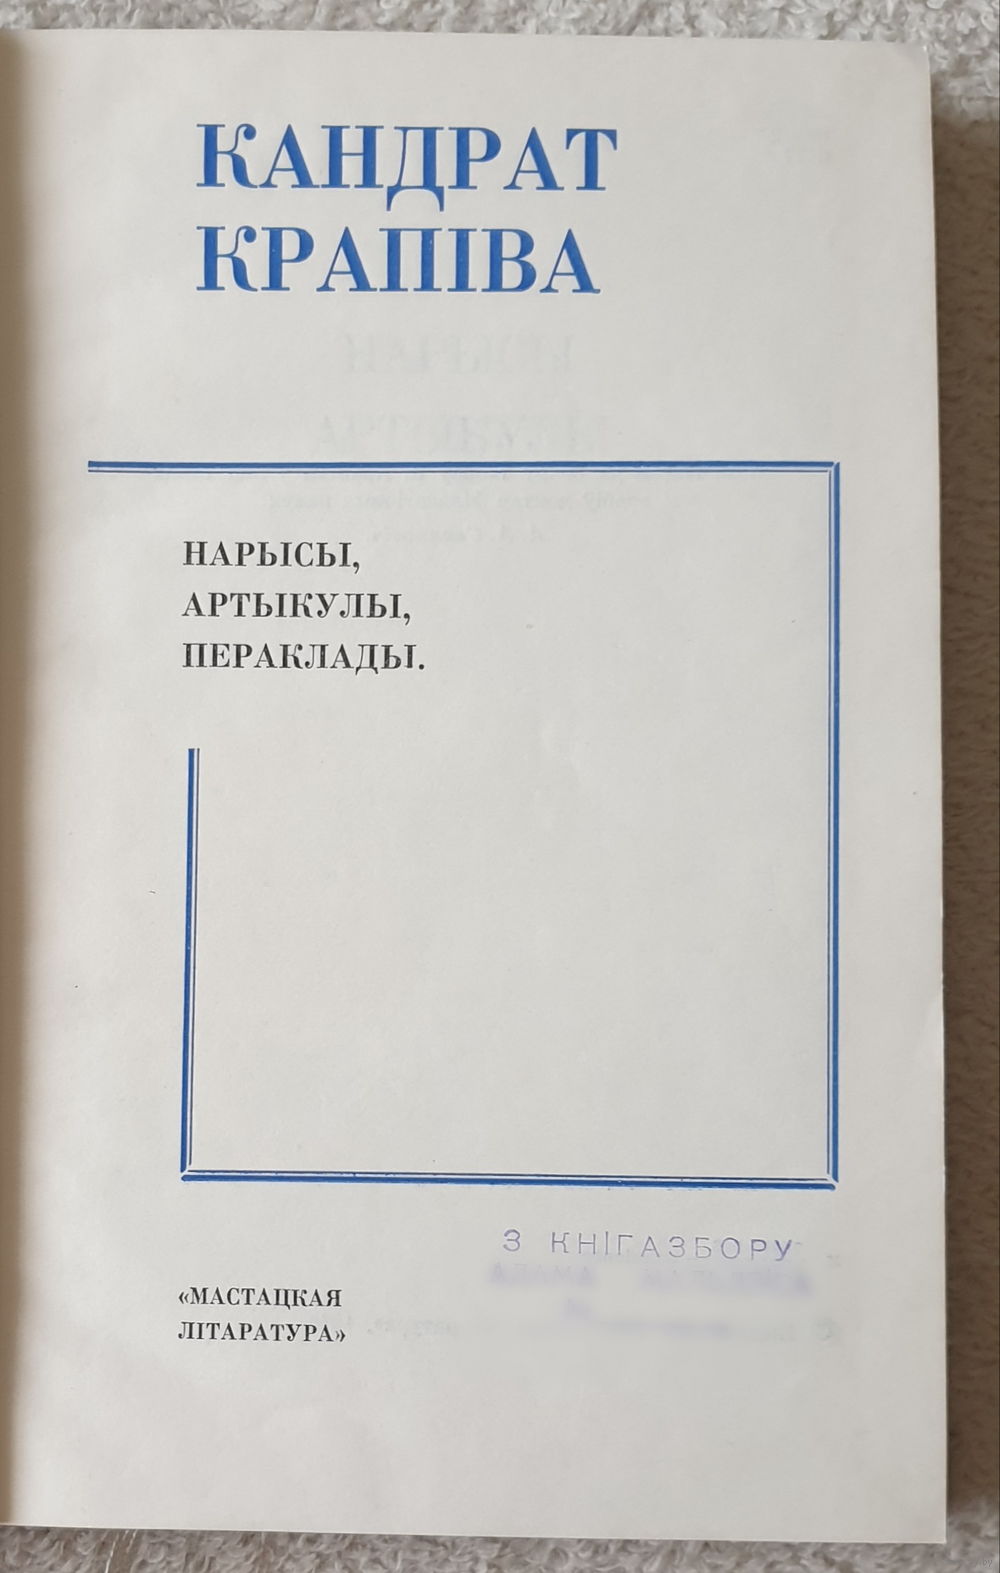 КАНДРАТ
КРАПІВА
НАРЫСЫ,
АРТЫКУЛЫ,
ПЕРАКЛАДЫ.
З КНІГАЗБОРУ
«МАСТАЦКАЯ
ЛІТАРАТУРА»